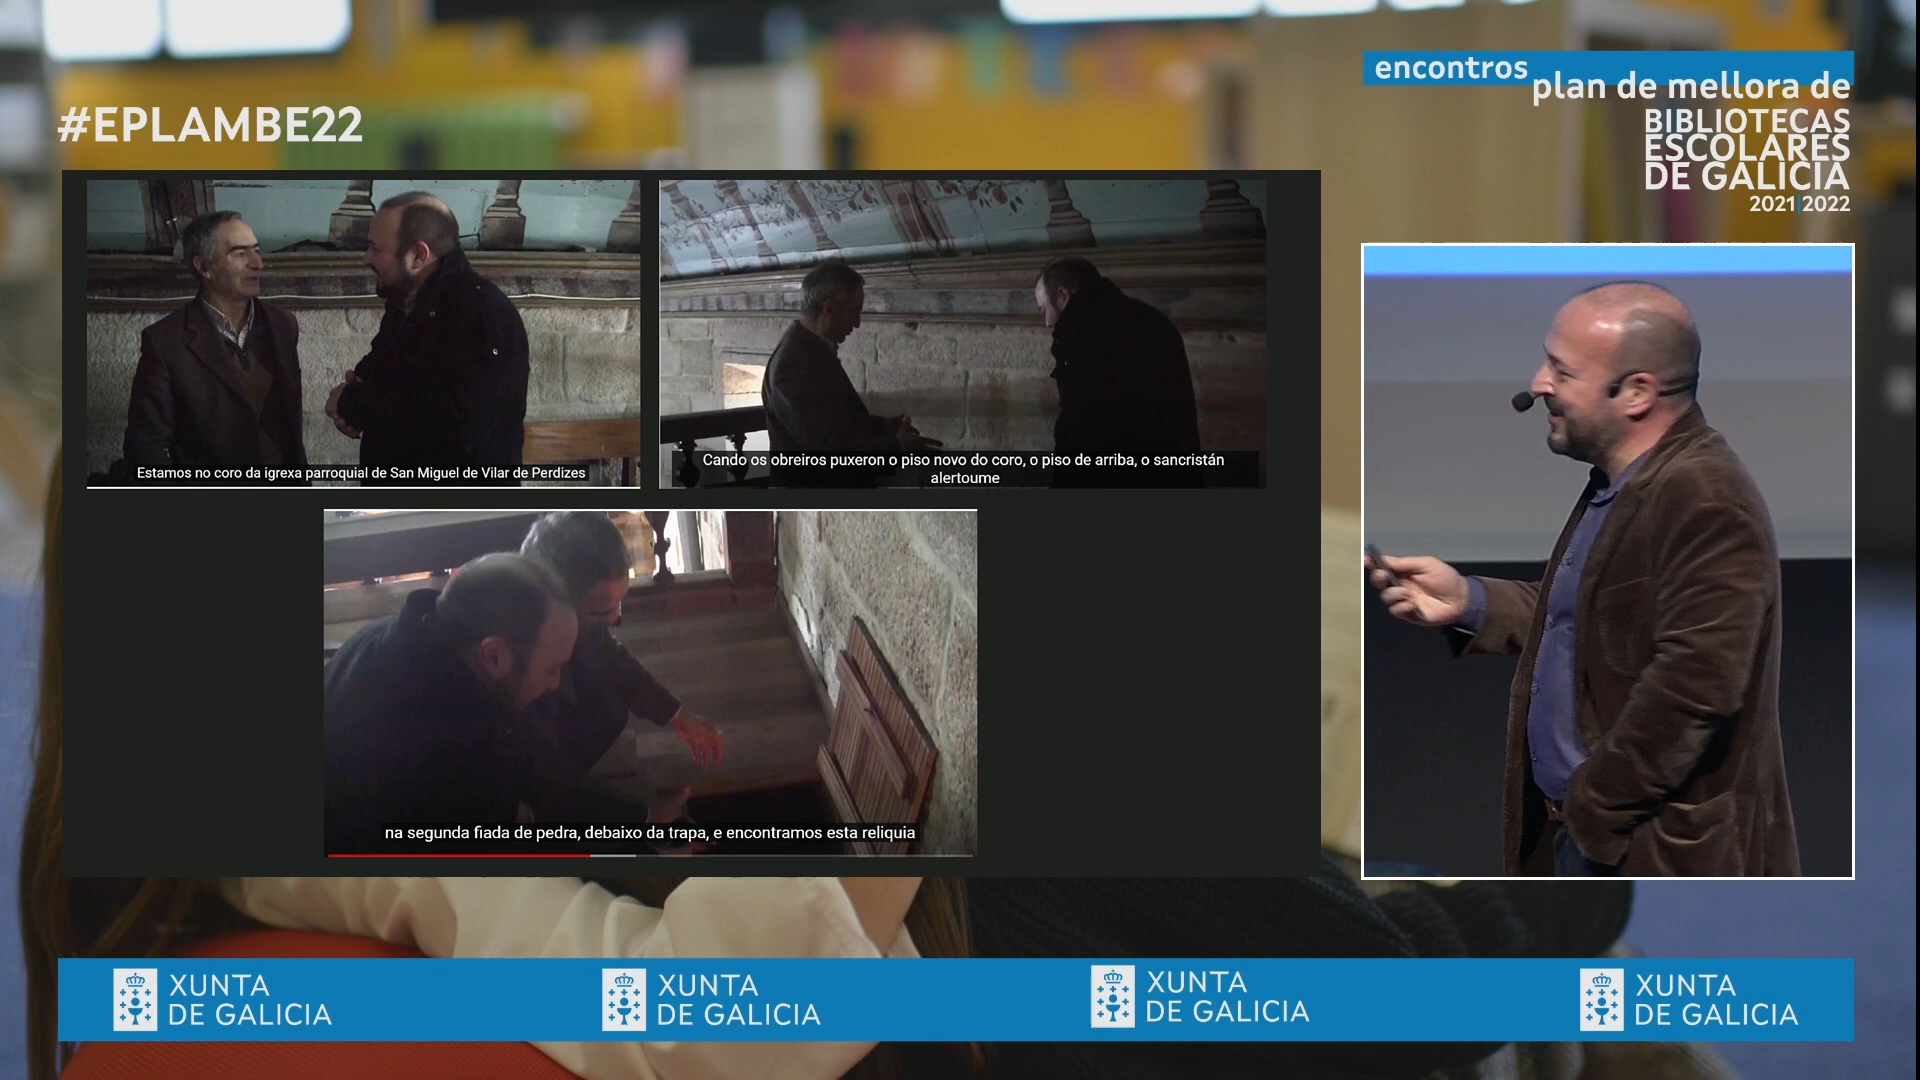 #EPLAMBE22
encontros
plan de mellora de
BIBLIOTECAS
ESCOLARES
DE GALICIA
2021|2022
Estamos no coro da igrexa parroquial de San Miguel de Vilar de Perdizes
Cando os obreiros puxeron o piso novo do coro, o piso de arriba, o sancristán
alertoume
na segunda fiada de pedra, debaixo da trapa, e encontramos esta reliquia
XUNTA
DE GALICIA
XUNTA
DE GALICIA
XUNTA
DE GALICIA
XUNTA
DE GALICIA